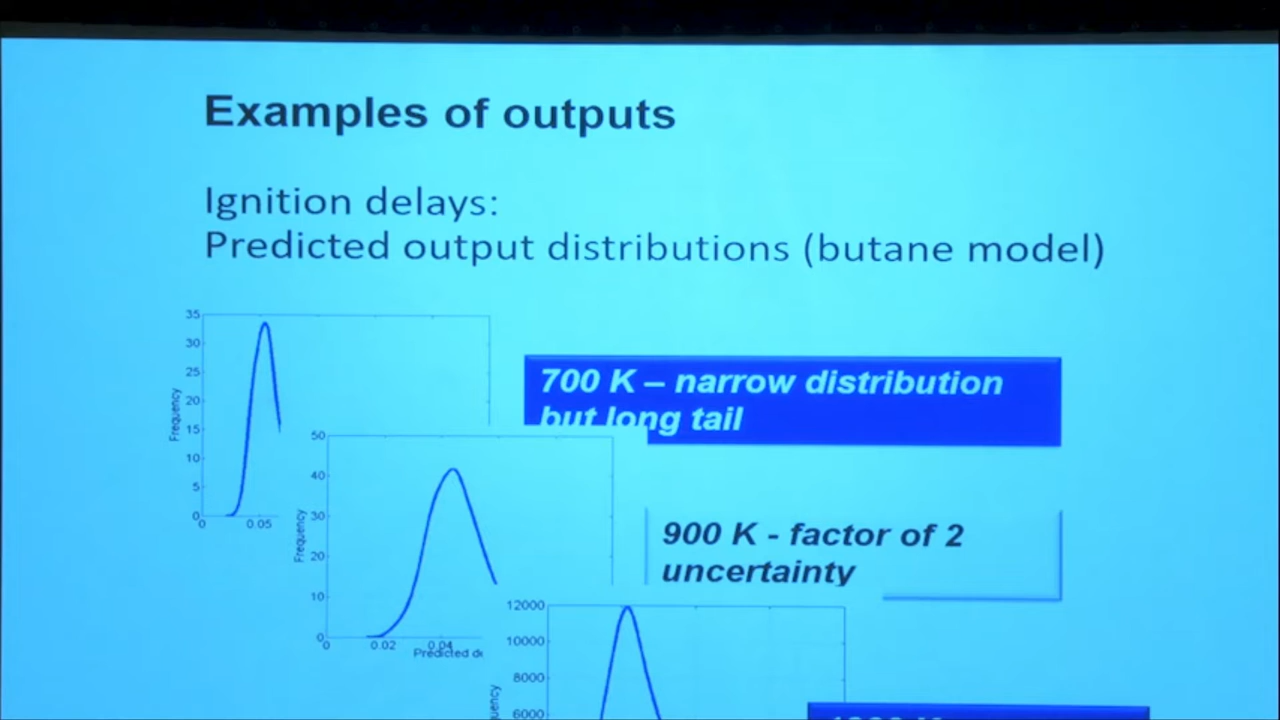 Examples of outputs
Ignition delays:
Predicted output distributions (butane model)
35
30
25
20
15
10
5
0
Frequency
0 0.05
700 K – narrow distribution
but long tail
50
40
30
20
10
0
Frequency
0 0.02 0.04
Predicted
900 K - factor of 2
uncertainty
12000
10000
8000
6000